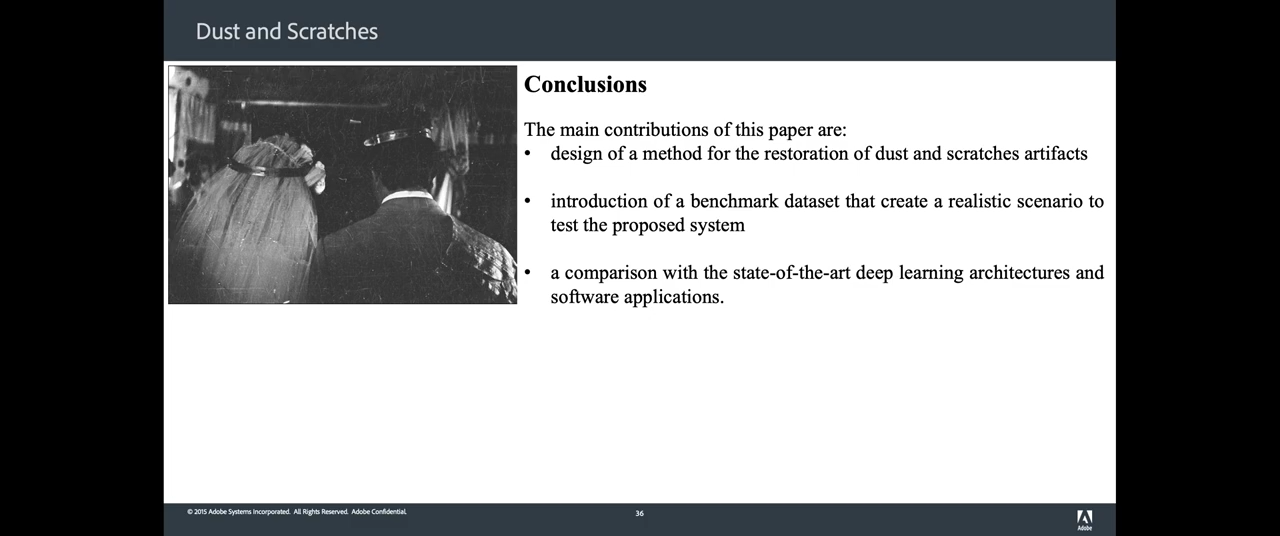 Dust and Scratches
Conclusions
The main contributions of this paper are:
• design of a method for the restoration of dust and scratches artifacts
• introduction of a benchmark dataset that create a realistic scenario to
test the proposed system
• a comparison with the state-of-the-art deep learning architectures and
software applications.
© 2015 Adobe Systems Incorporated. All Rights Reserved. Adobe Confidential.
36
Adobe